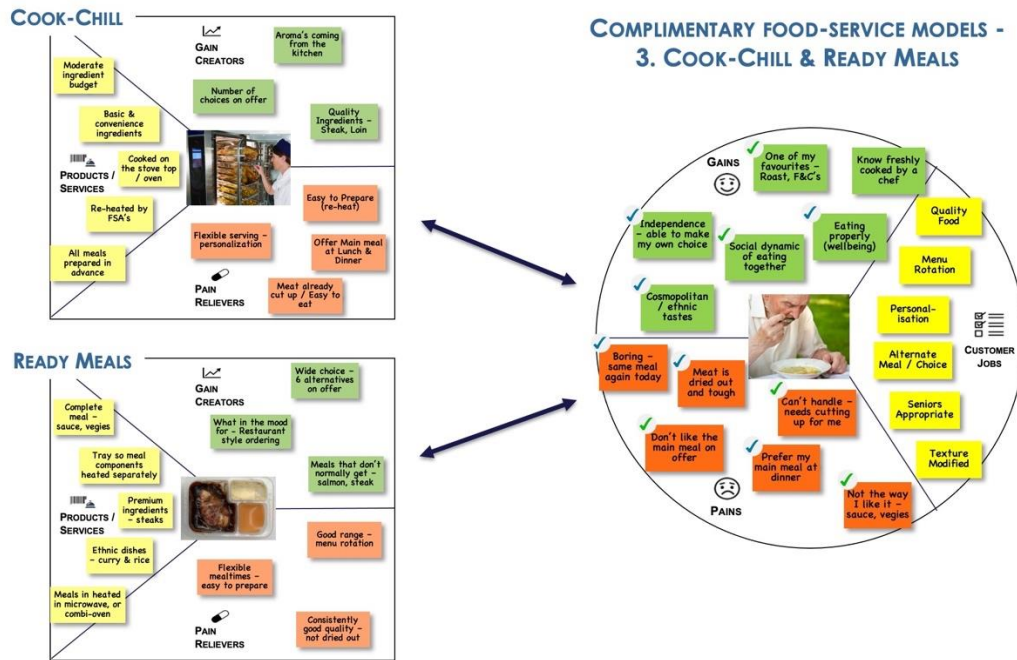 COOK-CHILL
GAIN
CREATORS
Aroma's coming
from the
kitchen
Moderate
ingredient
budget
Number of
choices on offer
Basic &
convenience
ingredients
Quality
Ingredients –
Steak, Loin
PRODUCTS /
SERVICES
Cooked on
the stove top
/ oven
Re-heated by
FSA's
Easy to Prepare
(re-heat)
Flexible serving –
personalization
All meals
prepared in
advance
Offer Main meal
at Lunch &
Dinner
PAIN
RELIEVERS
Meat already
cut up / Easy to
eat
READY MEALS
GAIN
CREATORS
Wide choice –
6 alternatives
on offer
Complete
meal –
sauce, vegies
What in the mood
for – Restaurant
style ordering
Tray so meal
components
heated separately
Meals that don't
normally get –
salmon, steak
PRODUCTS /
SERVICES
Premium
ingredients
– steaks
Ethnic dishes
– curry & rice
Good range –
menu rotation
Flexible
mealtimes –
easy to prepare
Meals in heated
in microwave, or
combi-oven
PAIN
RELIEVERS
Consistently
good quality –
not dried out
COMPLIMENTARY FOOD-SERVICE MODELS -
3. COOK-CHILL & READY MEALS
GAINS
One of my
favourites –
Roast, F&C's
Know freshly
cooked by a
chef
Independence
– able to make
my own choice
Social dynamic
of eating
together
Eating
properly
(wellbeing)
Cosmopolitan
/ ethnic
tastes
Quality
Food
Menu
Rotation
Personal-
isation
Alternate
Meal / Choice
CUSTOMER
JOBS
Seniors
Appropriate
Texture
Modified
Boring –
same meal
again today
Meat is
dried out
and tough
Can't handle –
needs cutting
up for me
Don't like the
main meal on
offer
Prefer my
main meal at
dinner
Not the way
I like it –
sauce, vegies
PAINS